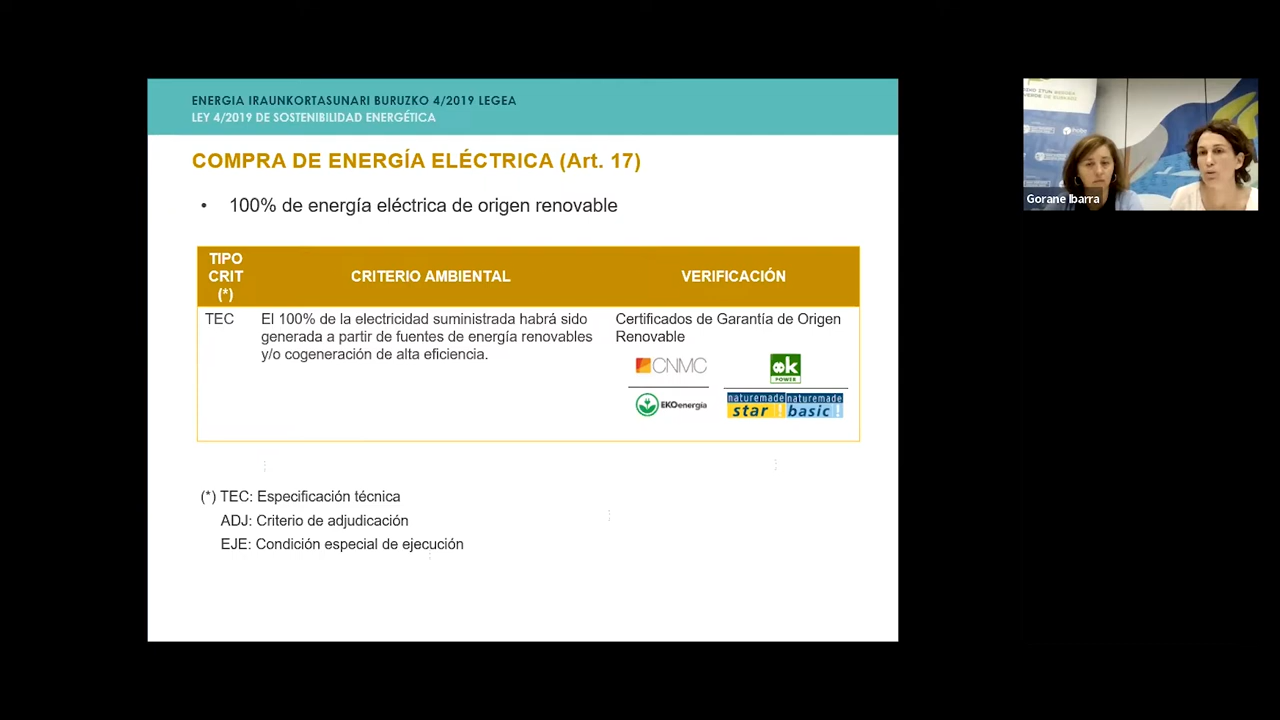 ENERGIA IRAUNKORTASUNARI BURUZKO 4/2019 LEGEA
LEY 4/2019 DE SOSTENIBILIDAD ENERGÉTICA
COMPRA DE ENERGÍA ELÉCTRICA (Art. 17)
• 100% de energía eléctrica de origen renovable
TIPO
CRIT
(*)
CRITERIO AMBIENTAL
VERIFICACIÓN
TEC
El 100% de la electricidad suministrada habrá sido
generada a partir de fuentes de energía renovables
y/o cogeneración de alta eficiencia.
Certificados de Garantía de Origen
Renovable
CNMC
ok
POWER
EKOenergía
naturemade
star!
naturemade
basic!
(*) TEC: Especificación técnica
ADJ: Criterio de adjudicación
EJE: Condición especial de ejecución
VERDE DE EUSKADI
Gorane Ibarra